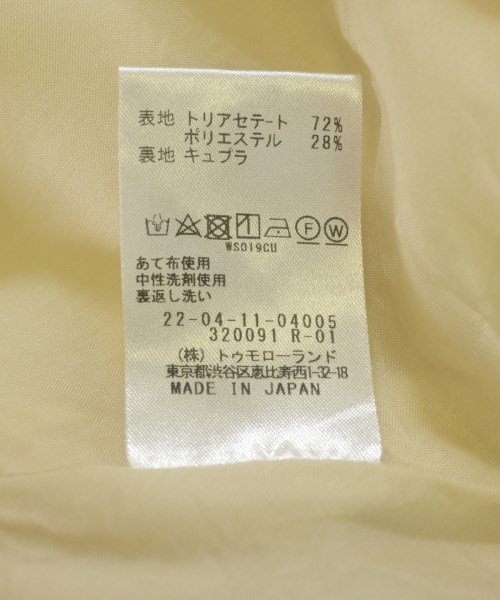 表地 トリアセテート 72%
ポリエステル 28%
裏地 キュプラ
F W
WS019CU
あて布使用
中性洗剤使用
裏返し洗い
22-04-11-04005
320091 R-01
(株) トゥモローランド
東京都渋谷区恵比寿西1-32-18
MADE IN JAPAN